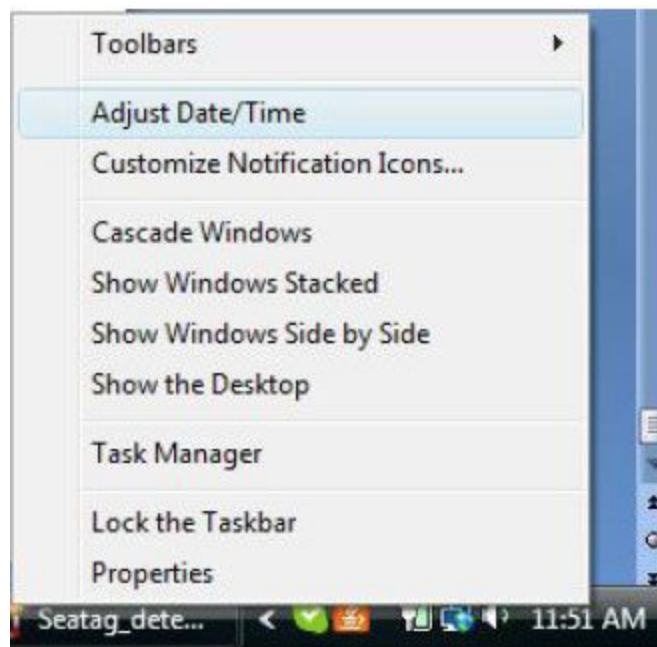 Toolbars
Adjust Date/Time
Customize Notification Icons...
Cascade Windows
Show Windows Stacked
Show Windows Side by Side
Show the Desktop
Task Manager
Lock the Taskbar
Properties
Seatag_dete... < 11:51 AM